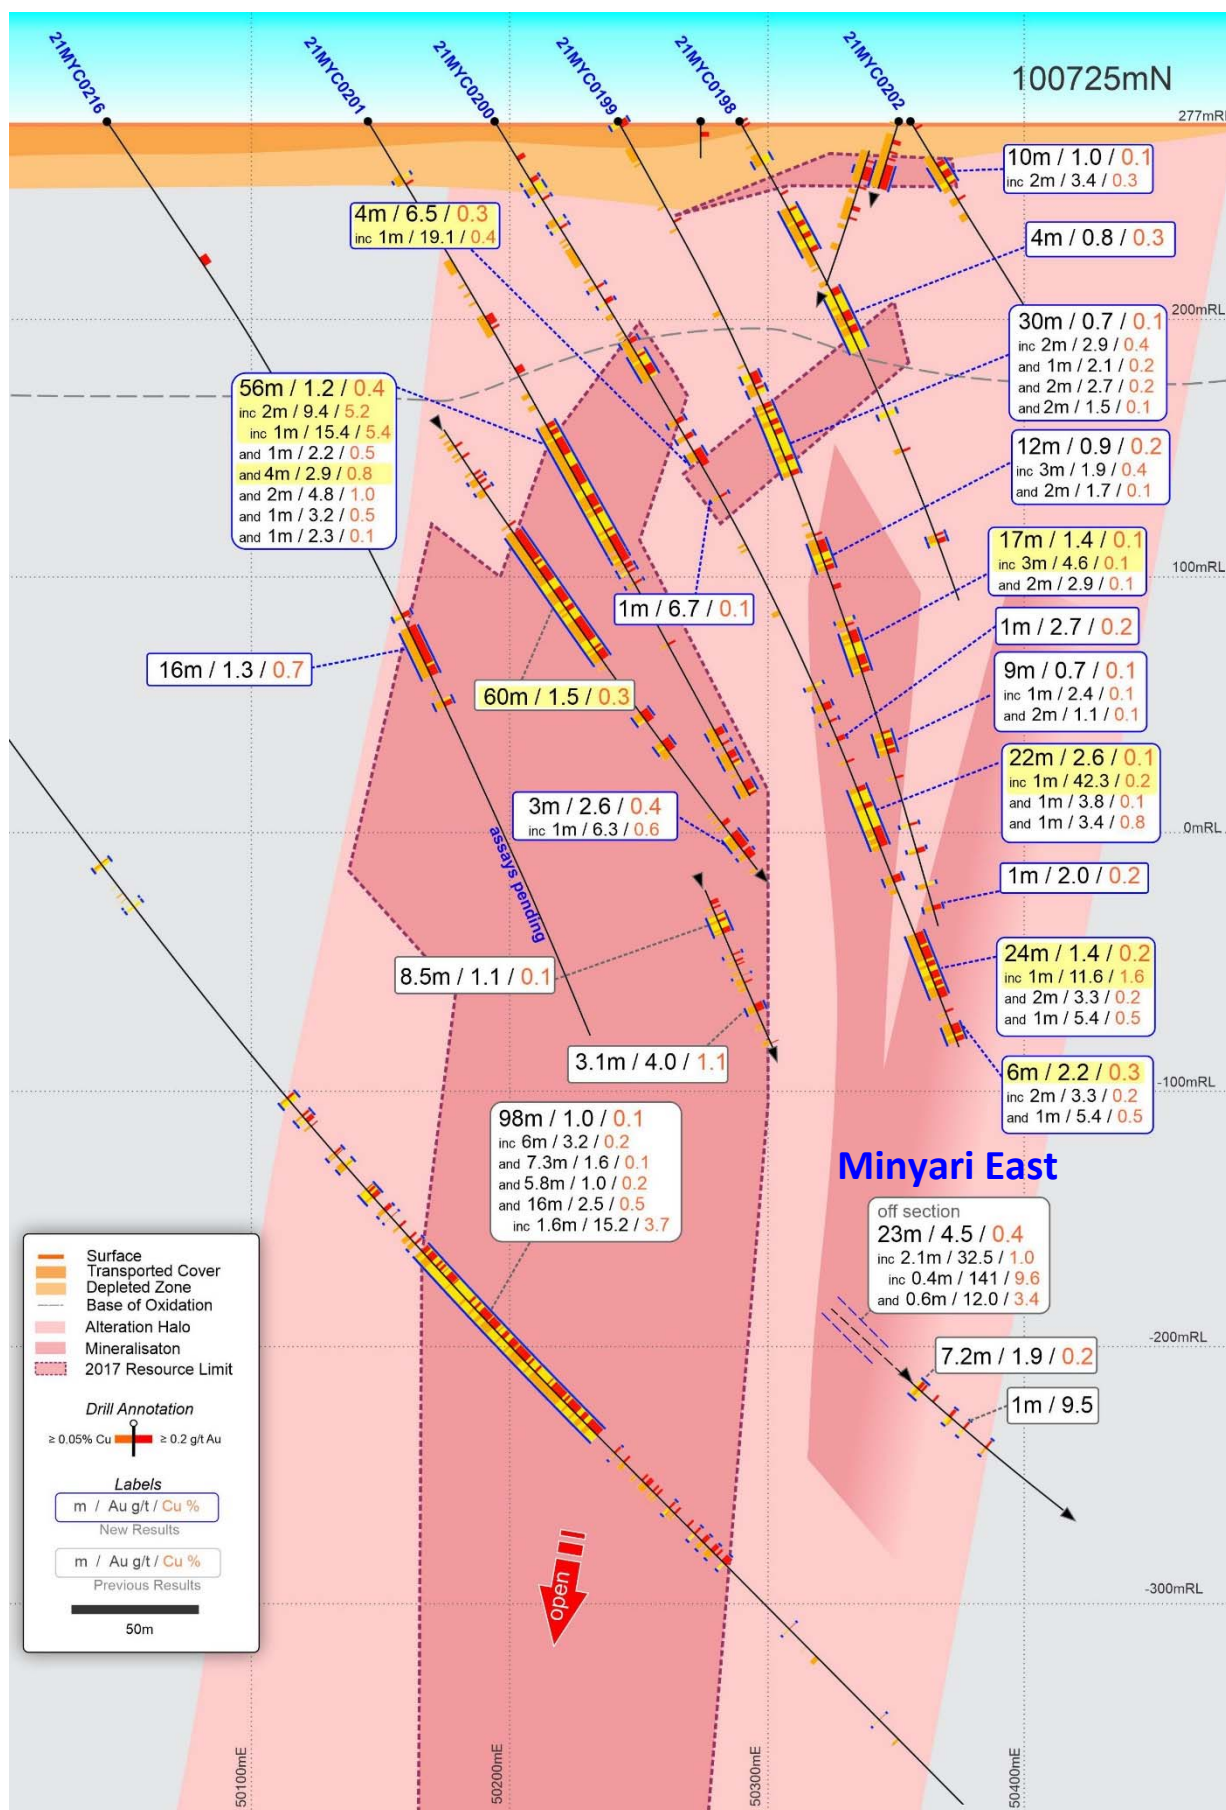 21MYC0216
21MYC0201
21MYC0200
21MYC0199
21MYC0198
21MYC0202
100725mN
277mRL
10m / 1.0 / 0.1
inc 2m / 3.4 / 0.3
4m / 6.5 / 0.3
inc 1m / 19.1 / 0.4
4m / 0.8 / 0.3
200mRL
30m / 0.7 / 0.1
inc 2m / 2.9 / 0.4
and 1m / 2.1 / 0.2
and 2m / 2.7 / 0.2
and 2m / 1.5 / 0.1
56m / 1.2 / 0.4
inc 2m / 9.4 / 5.2
inc 1m / 15.4 / 5.4
and 1m / 2.2 / 0.5
and 4m / 2.9 / 0.8
and 2m / 4.8 / 1.0
and 1m / 3.2 / 0.5
and 1m / 2.3 / 0.1
12m / 0.9 / 0.2
inc 3m / 1.9 / 0.4
and 2m / 1.7 / 0.1
17m / 1.4 / 0.1
inc 3m / 4.6 / 0.1
and 2m / 2.9 / 0.1
100mRL
1m / 6.7 / 0.1
1m / 2.7 / 0.2
16m / 1.3 / 0.7
60m / 1.5 / 0.3
9m / 0.7 / 0.1
inc 1m / 2.4 / 0.1
and 2m / 1.1 / 0.1
22m / 2.6 / 0.1
inc 1m / 42.3 / 0.2
and 1m / 3.8 / 0.1
and 1m / 3.4 / 0.8
3m / 2.6 / 0.4
inc 1m / 6.3 / 0.6
0mRL
assays pending
1m / 2.0 / 0.2
8.5m / 1.1 / 0.1
24m / 1.4 / 0.2
inc 1m / 11.6 / 1.6
and 2m / 3.3 / 0.2
and 1m / 5.4 / 0.5
3.1m / 4.0 / 1.1
6m / 2.2 / 0.3
inc 2m / 3.3 / 0.2
and 1m / 5.4 / 0.5
-100mRL
98m / 1.0 / 0.1
inc 6m / 3.2 / 0.2
and 7.3m / 1.6 / 0.1
and 5.8m / 1.0 / 0.2
and 16m / 2.5 / 0.5
inc 1.6m / 15.2 / 3.7
Minyari East
off section
23m / 4.5 / 0.4
inc 2.1m / 32.5 / 1.0
inc 0.4m / 141 / 9.6
and 0.6m / 12.0 / 3.4
-200mRL
7.2m / 1.9 / 0.2
1m / 9.5
Surface
Transported Cover
Depleted Zone
Base of Oxidation
Alteration Halo
Mineralisaton
2017 Resource Limit
Drill Annotation
≥ 0.05% Cu
≥ 0.2 g/t Au
Labels
m / Au g/t / Cu %
New Results
m / Au g/t / Cu %
Previous Results
50m
open
-300mRL
50100mE
50200mE
50300mE
50400mE